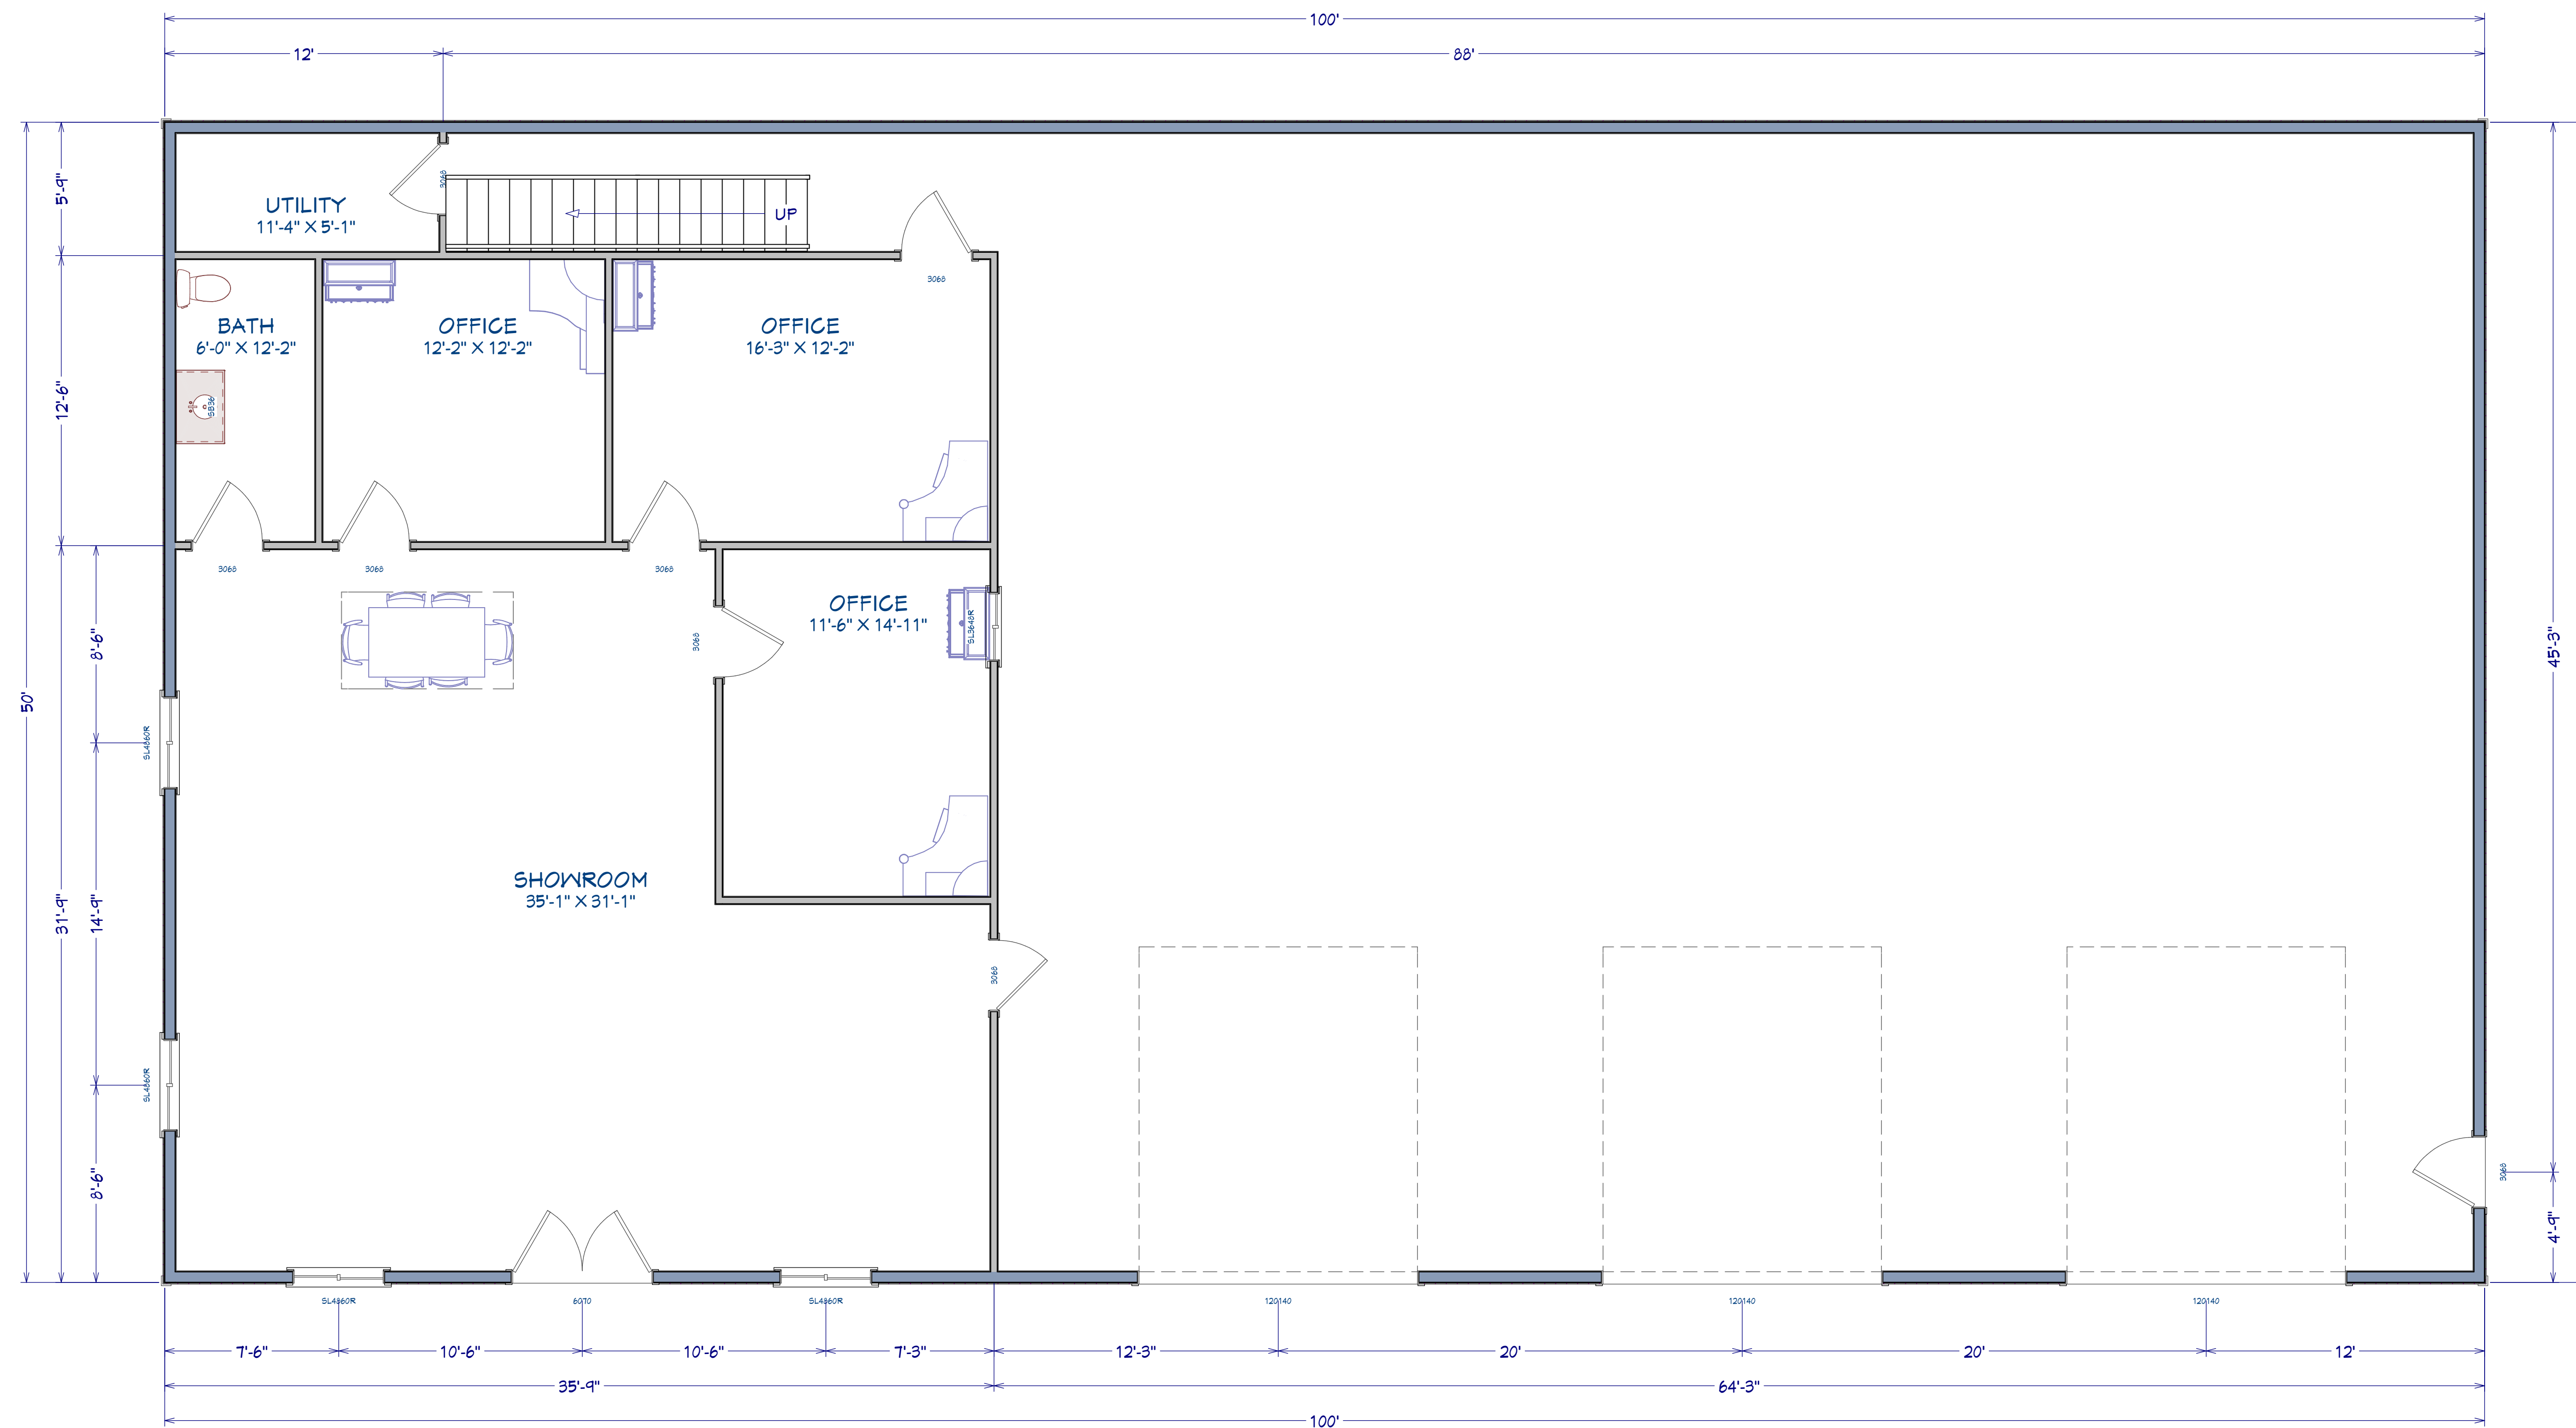 100'
12'
88'
5'-9"
3068
UTILITY
11'-4" X 5'-1"
UP
3068
BATH
6'-0" X 12'-2"
OFFICE
12'-2" X 12'-2"
OFFICE
16'-3" X 12'-2"
12'-6"
SB36
3068
3068
3068
OFFICE
11'-6" X 14'-11"
3068
SL3648R
8'-6"
45'-3"
50'
SL4860R
SHOWROOM
35'-1" X 31'-1"
31'-9"
14'-9"
3068
SL4860R
8'-6"
3068
4'-9"
SL4860R
6070
SL4860R
120140
120140
120140
7'-6"
10'-6"
10'-6"
7'-3"
12'-3"
20'
20'
12'
35'-9"
64'-3"
100'